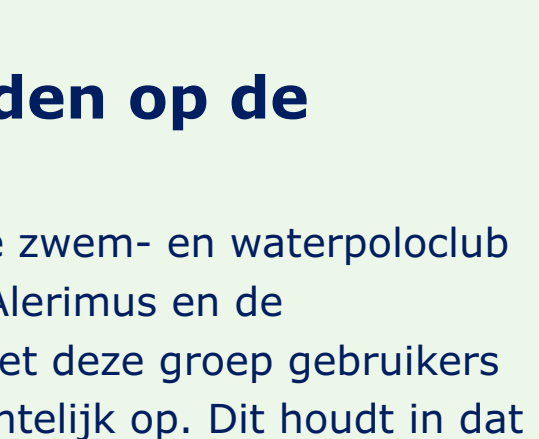 den op de
zwem- en waterpoloclub
Alerimus en de
et deze groep gebruikers
ntelijk op. Dit houdt in dat